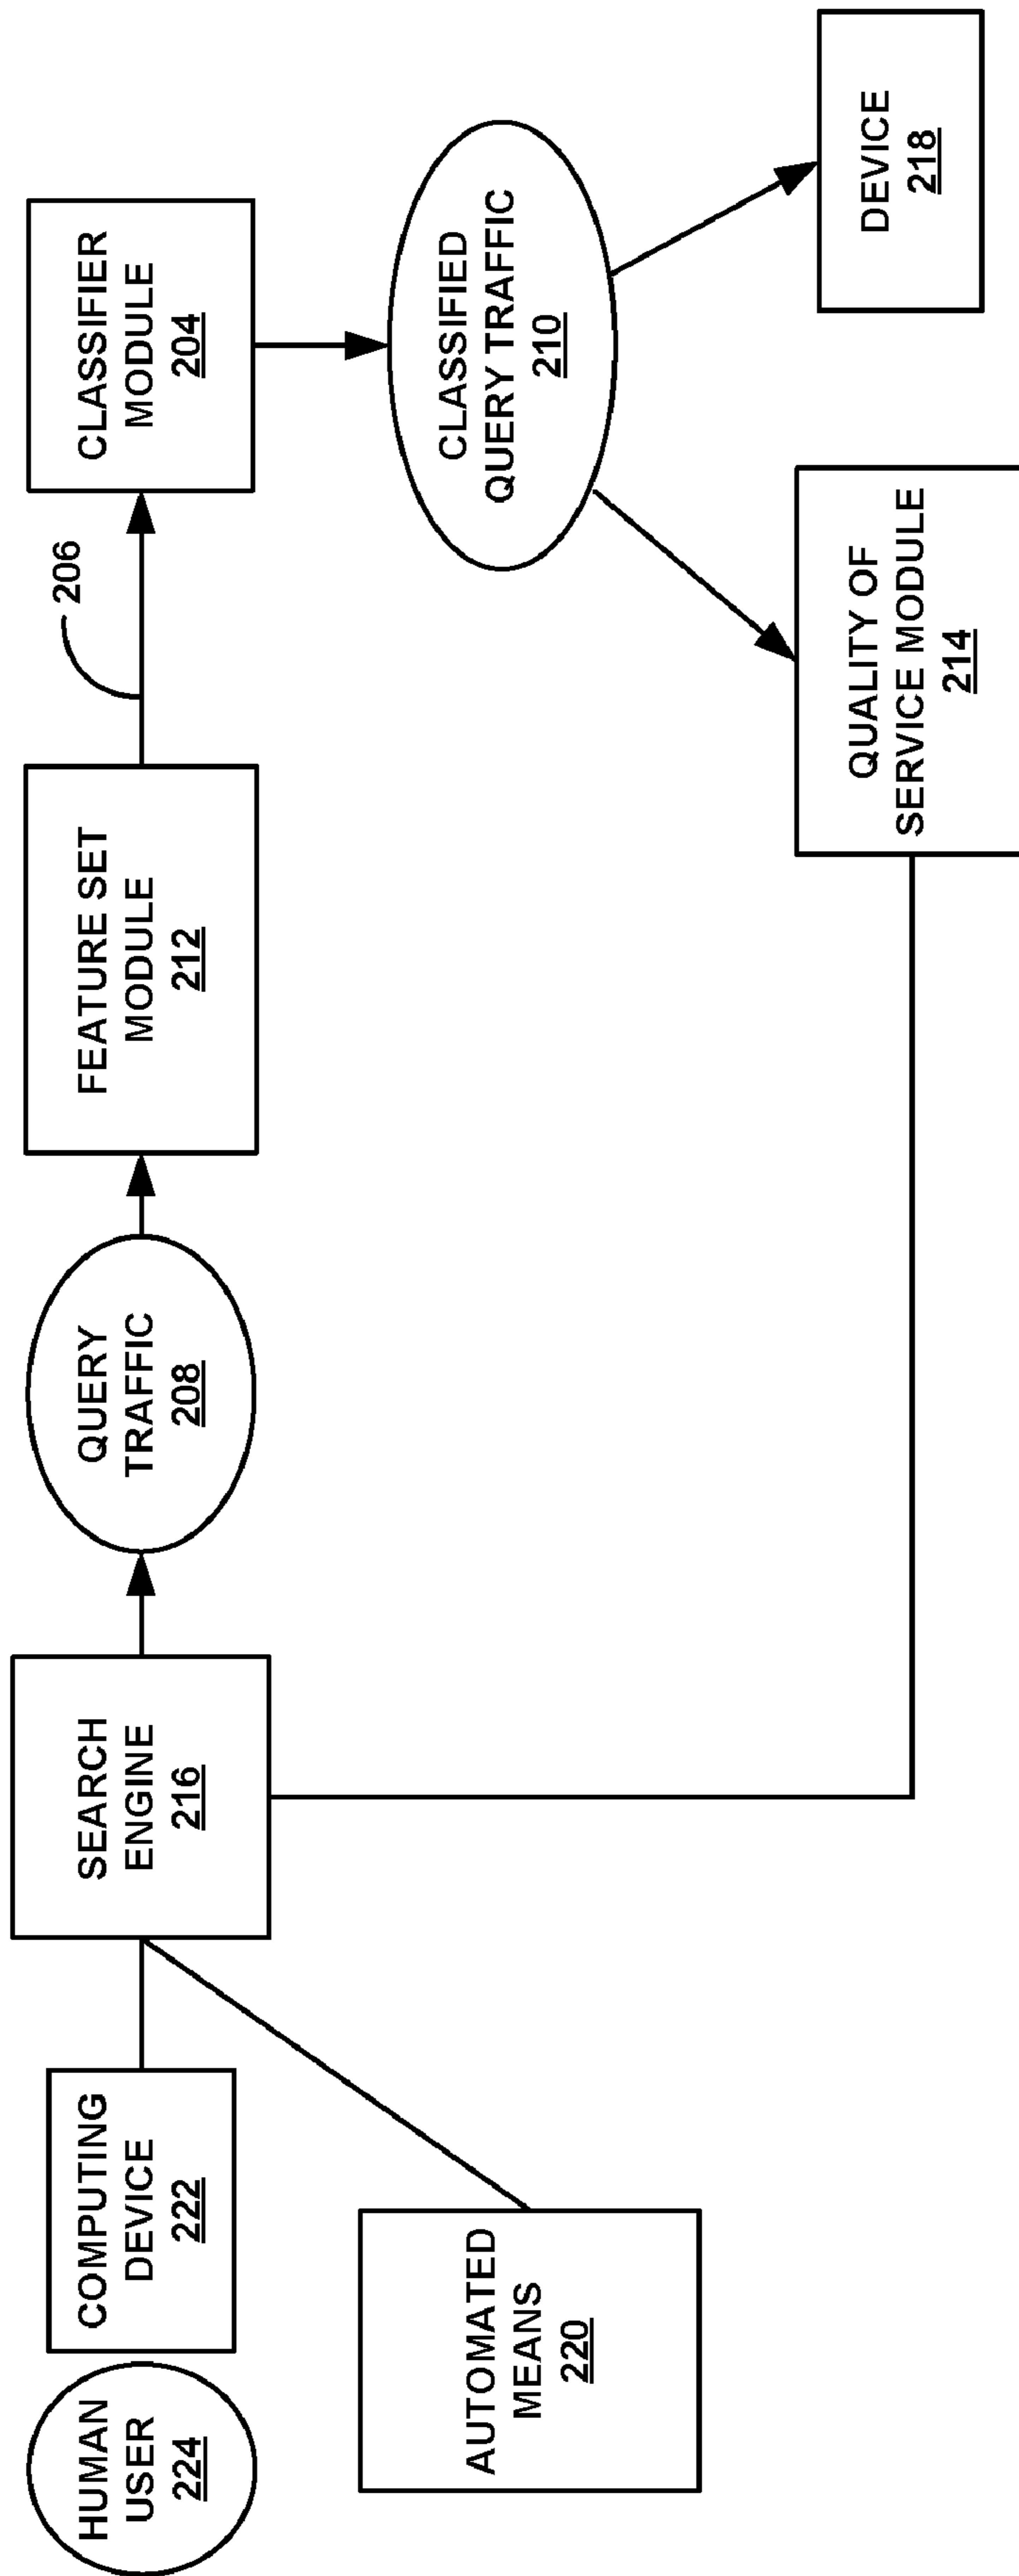 HUMAN
USER
224
COMPUTING
DEVICE
222
SEARCH
ENGINE
216
QUERY
TRAFFIC
208
FEATURE SET
MODULE
212
206
CLASSIFIER
MODULE
204
AUTOMATED
MEANS
220
CLASSIFIED
QUERY TRAFFIC
210
QUALITY OF
SERVICE MODULE
214
DEVICE
218